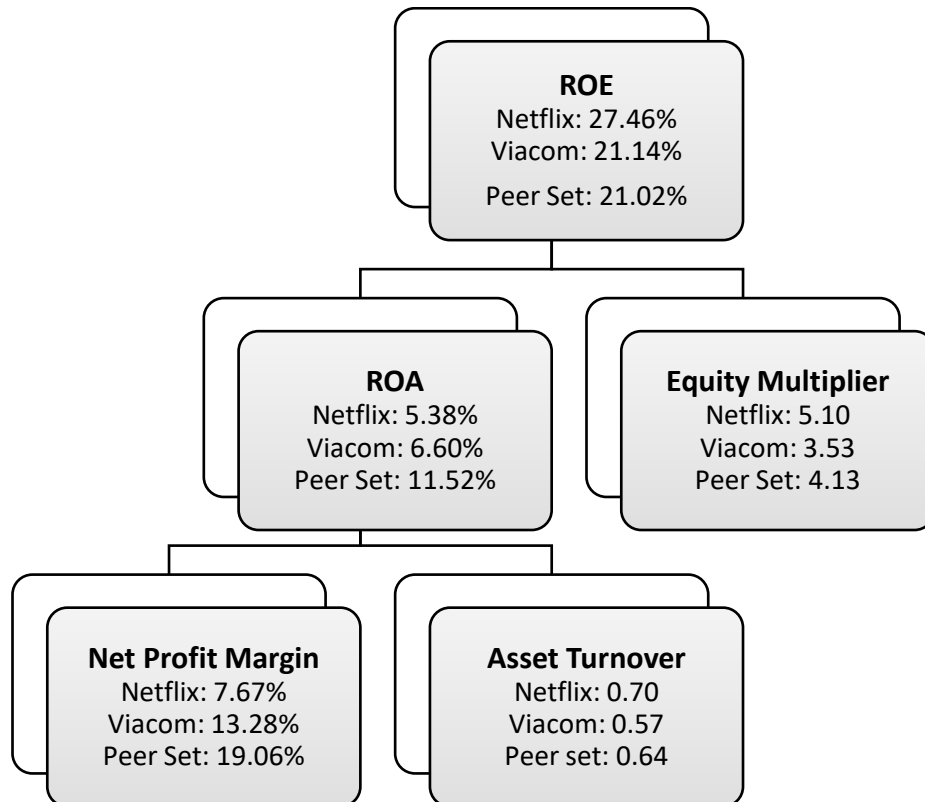 ROE
Netflix: 27.46%
Viacom: 21.14%
Peer Set: 21.02%
ROA
Netflix: 5.38%
Viacom: 6.60%
Peer Set: 11.52%
Equity Multiplier
Netflix: 5.10
Viacom: 3.53
Peer Set: 4.13
Net Profit Margin
Netflix: 7.67%
Viacom: 13.28%
Peer Set: 19.06%
Asset Turnover
Netflix: 0.70
Viacom: 0.57
Peer set: 0.64